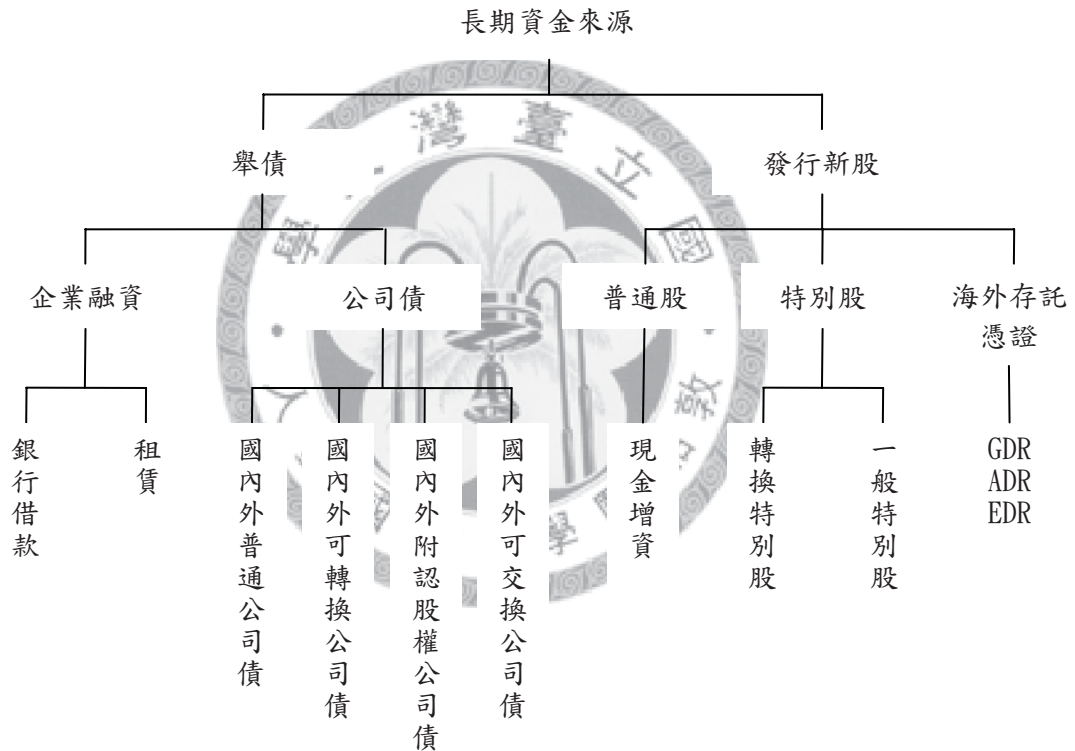 長期資金來源
舉債
發行新股
企業融資
公司債
普通股
特別股
海外存託
憑證
銀行借款
租賃
國內外普通公司債
國內外可轉換公司債
國內外附認股權公司債
國內外可交換公司債
現金增資
轉換特別股
一般特別股
GDR
ADR
EDR